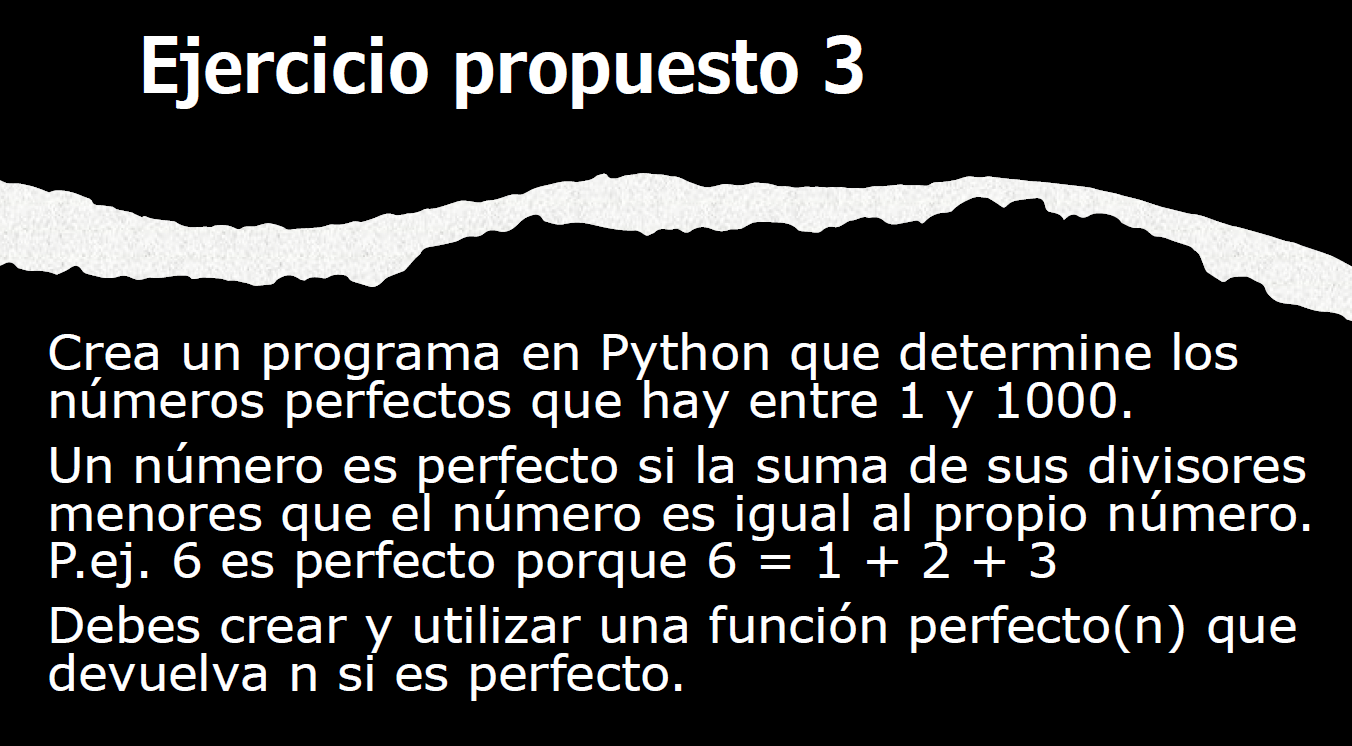 Ejercicio propuesto 3
Crea un programa en Python que determine los
números perfectos que hay entre 1 y 1000.
Un número es perfecto si la suma de sus divisores
menores que el número es igual al propio número.
P.ej. 6 es perfecto porque 6 = 1 + 2 + 3
Debes crear y utilizar una función perfecto(n) que
devuelva n si es perfecto.